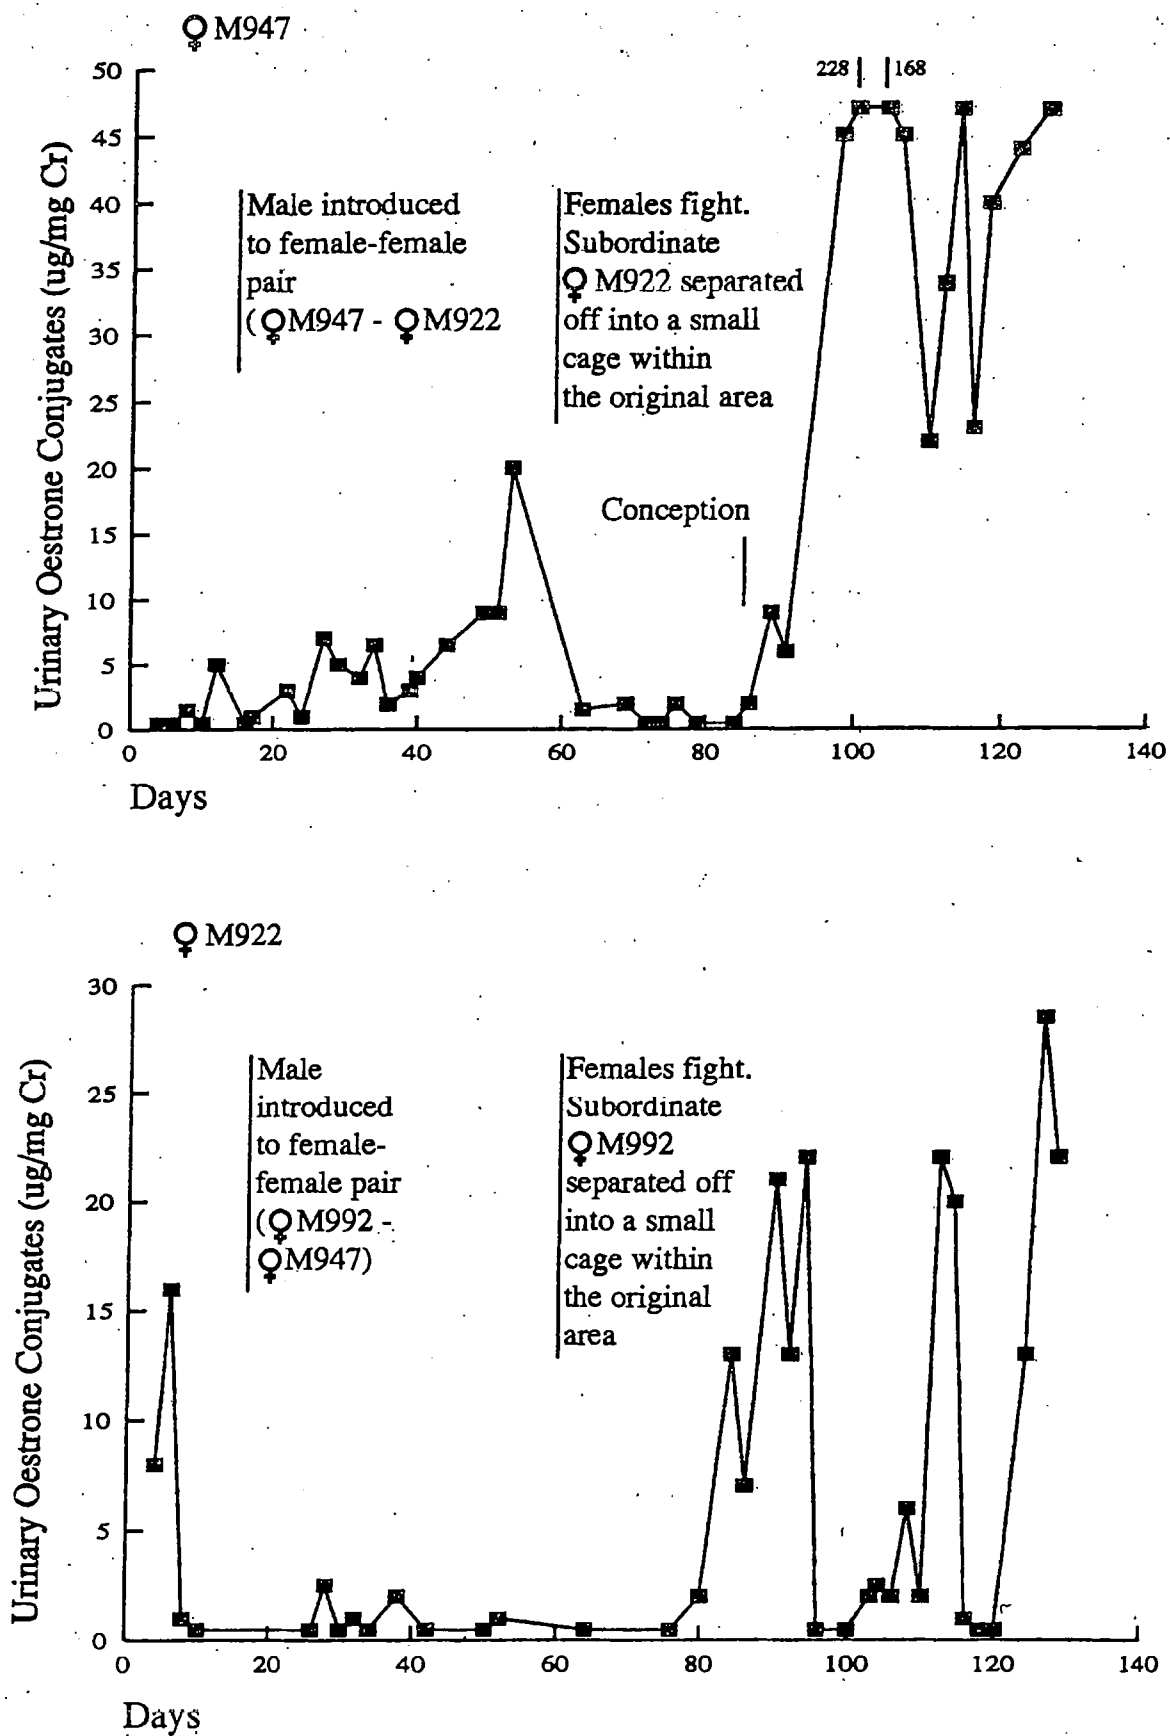 ♀ M947
50
45
40
35
30
25
20
15
10
5
0
Urinary Oestrone Conjugates (ug/mg Cr)
228
168
Male introduced
to female-female
pair
(♀M947 - ♀M922
Females fight.
Subordinate
♀ M922 separated
off into a small
cage within
the original area
Conception
0 20 40 60 80 100 120 140
Days
♀ M922
30
25
20
15
10
5
0
Urinary Oestrone Conjugates (ug/mg Cr)
Male
introduced
to female-
female pair
(♀M992 -
♀M947)
Females fight.
Subordinate
♀M992
separated off
into a small
cage within
the original
area
0 20 40 60 80 100 120 140
Days